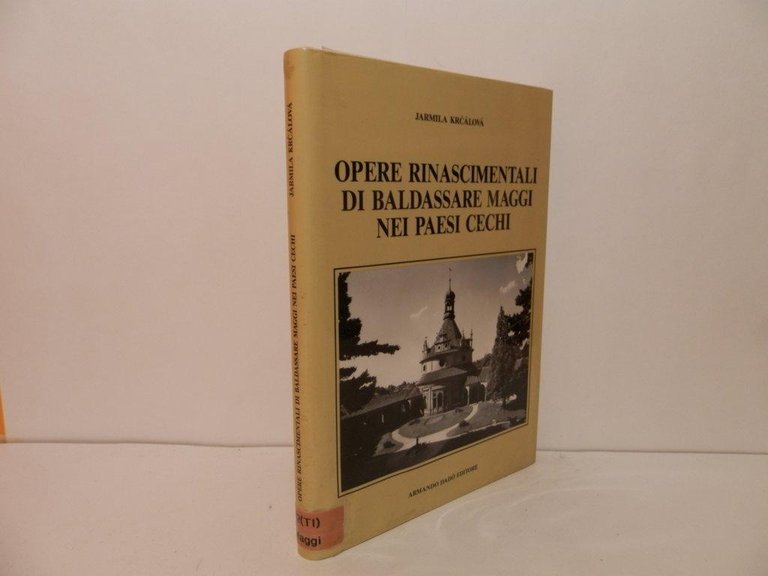 JARMILA KRČÁLOVÁ
OPERE RINASCIMENTALI
DI BALDASSARE MAGGI
NEI PAESI CECHI
ARMANDO DADÒ EDITORE
OPERE RINASCIMENTALI DI BALDASSARE MAGGI NEI PAESI CECHI
JARMILA KRČÁLOVÁ
(TI)
aggi